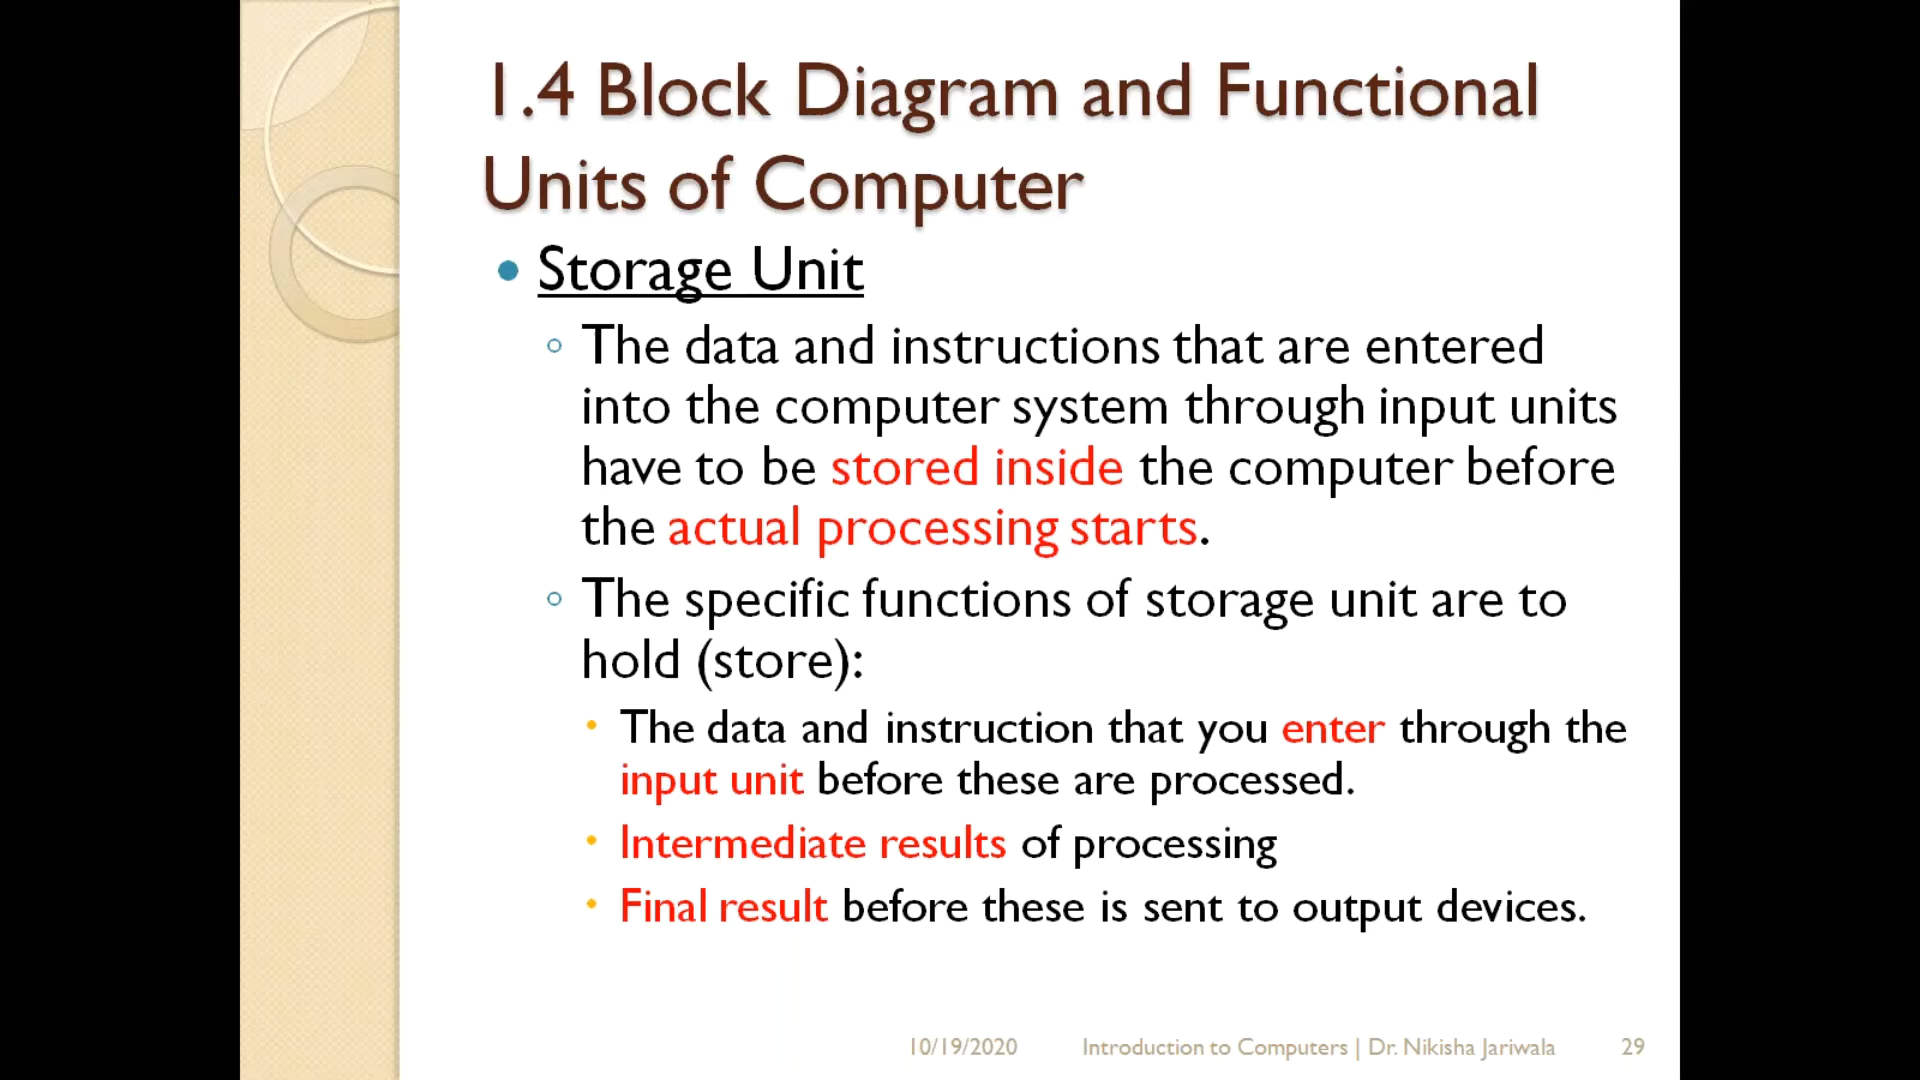 1.4 Block Diagram and Functional
Units of Computer
• Storage Unit
◦ The data and instructions that are entered
into the computer system through input units
have to be stored inside the computer before
the actual processing starts.
◦ The specific functions of storage unit are to
hold (store):
• The data and instruction that you enter through the
input unit before these are processed.
• Intermediate results of processing
• Final result before these is sent to output devices.
10/19/2020 Introduction to Computers | Dr. Nikisha Jariwala 29